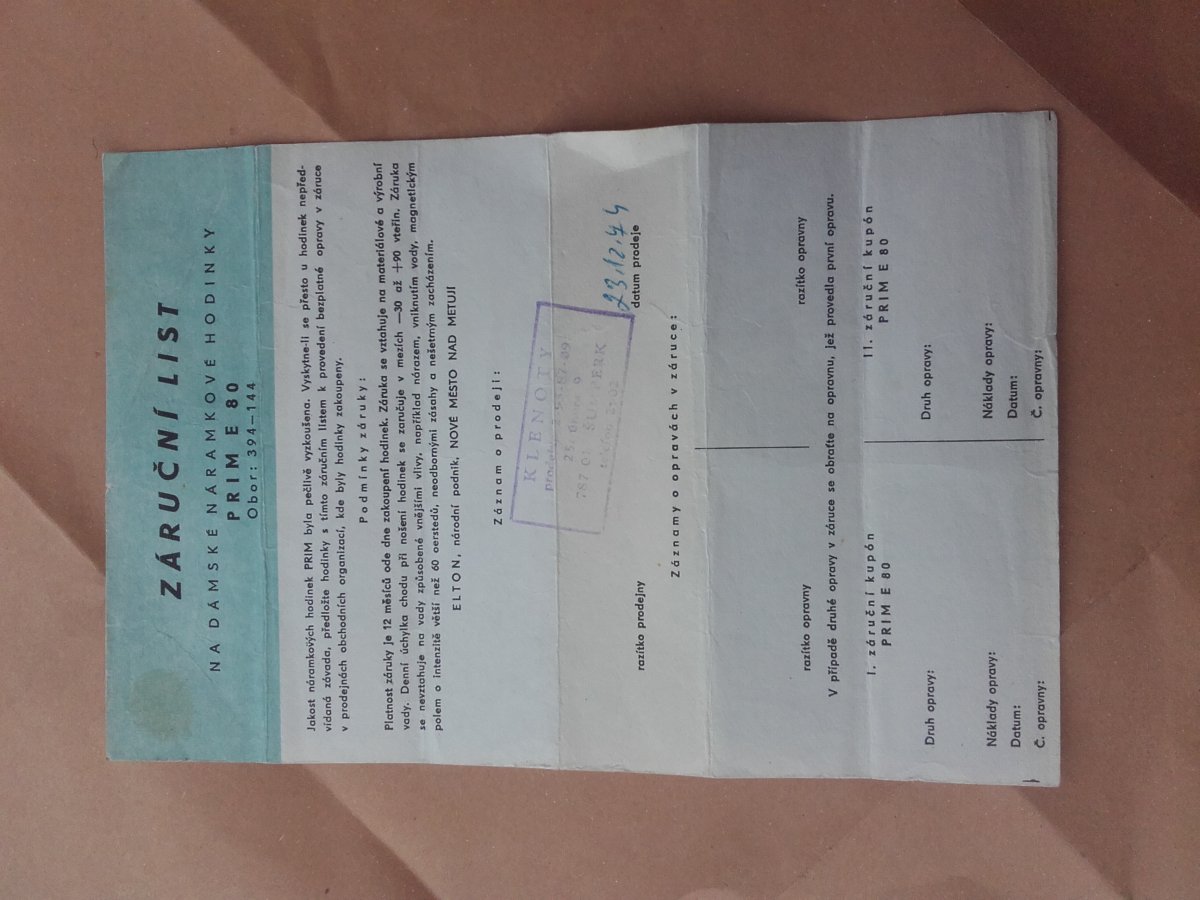 ZÁRUČNÍ LIST
NA DÁMSKÉ NÁRAMKOVÉ HODINKY
PRIM 80
Obor: 394—144
Jakost náramkových hodinek PRIM byla pečlivě vyzkoušena. Vyskytne-li se přesto u hodinek nepřed-
vídaná závada, předložte hodinky s tímto záručním listem k provedení bezplatné opravy v záruce
v prodejnách obchodních organizací, kde byly hodinky zakoupeny.
Podmínky záruky:
Platnost záruky je 12 měsíců ode dne zakoupení hodinek. Záruka se vztahuje na materiálové a výrobní
vady. Denní úchylka chodu při nošení hodinek se zaručuje v mezích —30 až +90 vteřin. Záruka
se nevztahuje na vady způsobené vnějšími vlivy, například nárazem, vniknutím vody, magnetickým
polem o intenzitě větší než 60 oerstedů, neodbornými zásahy a nešetrným zacházením.
ELTON, národní podnik, NOVÉ MĚSTO NAD METUJÍ
Záznam o prodeji:
KLENOTY
787 01 ŠUMPERK
23.12.44
razítko prodejny datum prodeje
Záznamy o opravách v záruce:
razítko opravny razítko opravny
V případě druhé opravy v záruce se obraťte na opravnu, jež provedla první opravu.
I. záruční kupón
PRIM 80
Druh opravy:
Náklady opravy:
Datum:
Č. opravny:
II. záruční kupón
PRIM 80
Druh opravy:
Náklady opravy:
Datum:
Č. opravny: